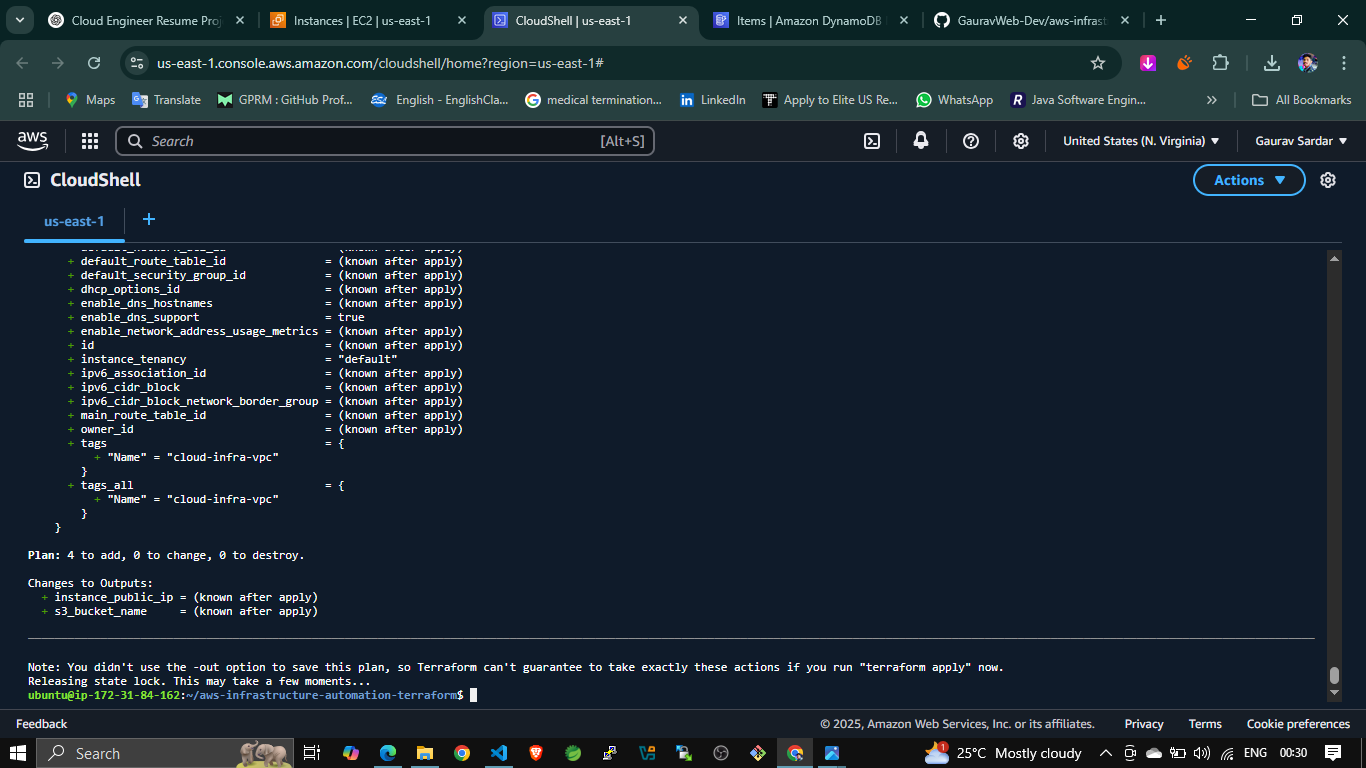 Cloud Engineer Resume Proj
Instances | EC2 | us-east-1
CloudShell | us-east-1
Items | Amazon DynamoDB
GauravWeb-Dev/aws-infrast
us-east-1.console.aws.amazon.com/cloudshell/home?region=us-east-1#
Maps
Translate
GPRM : GitHub Prof...
English - EnglishCla...
medical termination...
LinkedIn
Apply to Elite US Re...
WhatsApp
Java Software Engin...
»
All Bookmarks
aws
Search
[Alt+S]
United States (N. Virginia)
Gaurav Sardar
CloudShell
Actions
us-east-1
+ default_route_table_id = (known after apply)
+ default_security_group_id = (known after apply)
+ dhcp_options_id = (known after apply)
+ enable_dns_hostnames = (known after apply)
+ enable_dns_support = true
+ enable_network_address_usage_metrics = (known after apply)
+ id = (known after apply)
+ instance_tenancy = "default"
+ ipv6_association_id = (known after apply)
+ ipv6_cidr_block = (known after apply)
+ ipv6_cidr_block_network_border_group = (known after apply)
+ main_route_table_id = (known after apply)
+ owner_id = (known after apply)
+ tags = {
+ "Name" = "cloud-infra-vpc"
}
+ tags_all = {
+ "Name" = "cloud-infra-vpc"
}
}
Plan: 4 to add, 0 to change, 0 to destroy.
Changes to Outputs:
+ instance_public_ip = (known after apply)
+ s3_bucket_name = (known after apply)
Note: You didn't use the -out option to save this plan, so Terraform can't guarantee to take exactly these actions if you run "terraform apply" now.
Releasing state lock. This may take a few moments...
ubuntu@ip-172-31-84-162:~/aws-infrastructure-automation-terraform$
Feedback
© 2025, Amazon Web Services, Inc. or its affiliates.
Privacy
Terms
Cookie preferences
Search
1
25°C Mostly cloudy
ENG
00:30